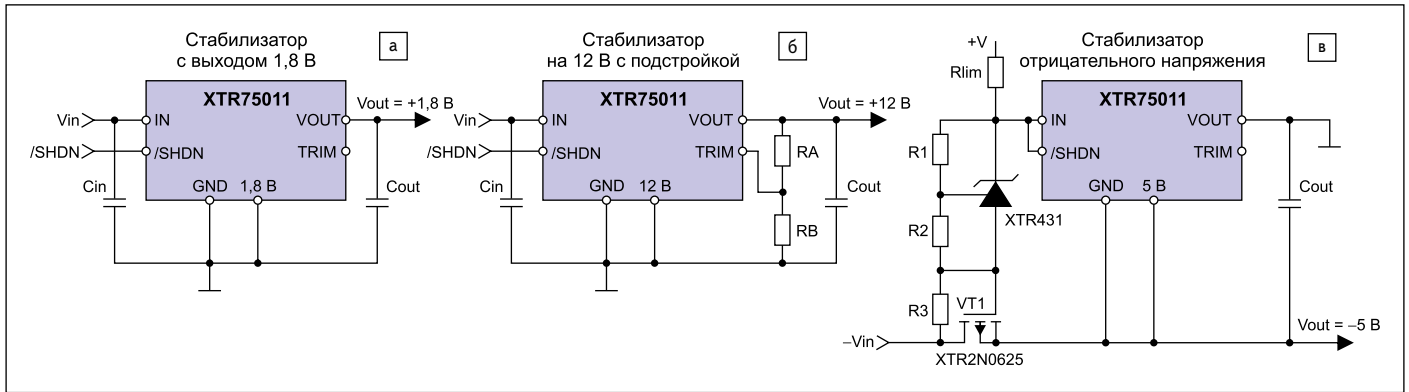 Стабилизатор
с выходом 1,8 В
а
XTR75011
Vin
IN
VOUT
Vout = +1,8 В
/SHDN
/SHDN
TRIM
Cin
GND
1,8 В
Cout
Стабилизатор
на 12 В с подстройкой
б
XTR75011
Vin
IN
VOUT
Vout = +12 В
/SHDN
/SHDN
TRIM
RA
Cin
GND
12 В
Cout
RB
+V
Rlim
Стабилизатор
отрицательного напряжения
в
XTR75011
IN
VOUT
R1
/SHDN
TRIM
GND
5 В
Cout
XTR431
R2
R3
VT1
–Vin
XTR2N0625
Vout = –5 В